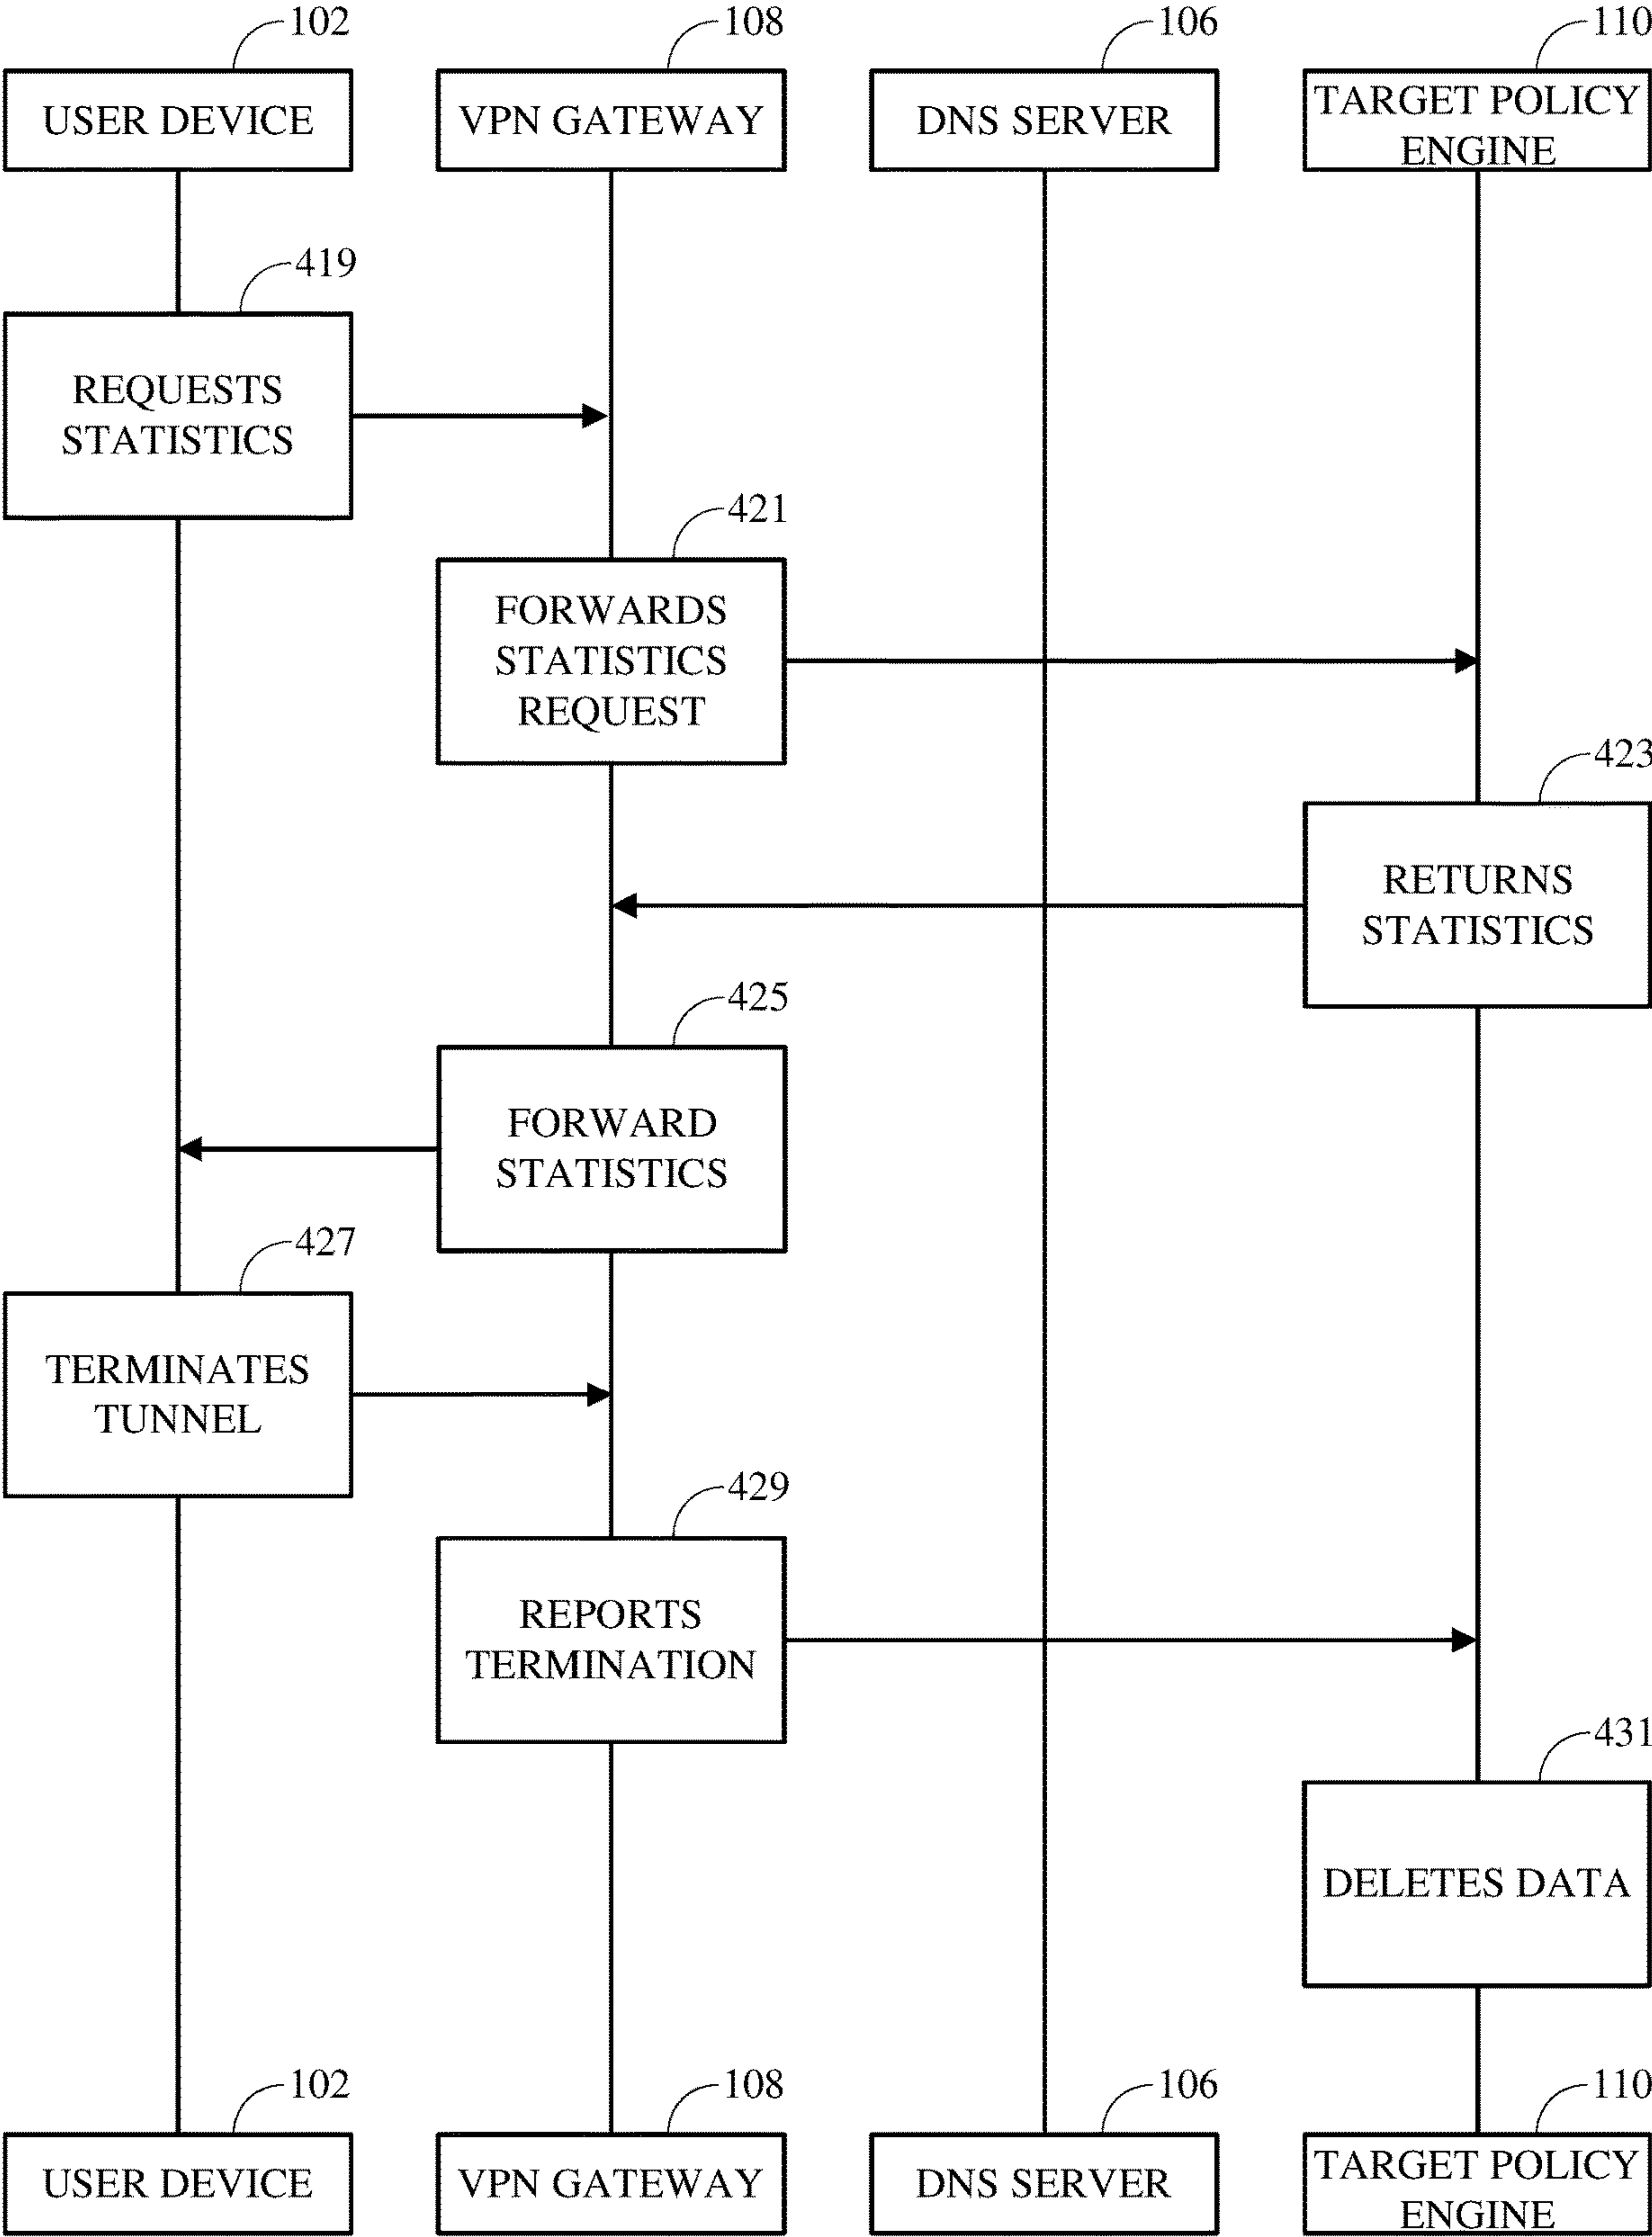 102
108
106
110
USER DEVICE
VPN GATEWAY
DNS SERVER
TARGET POLICY
ENGINE
419
REQUESTS
STATISTICS
421
FORWARDS
STATISTICS
REQUEST
423
RETURNS
STATISTICS
425
FORWARD
STATISTICS
427
TERMINATES
TUNNEL
429
REPORTS
TERMINATION
431
DELETES DATA
102
108
106
110
USER DEVICE
VPN GATEWAY
DNS SERVER
TARGET POLICY
ENGINE